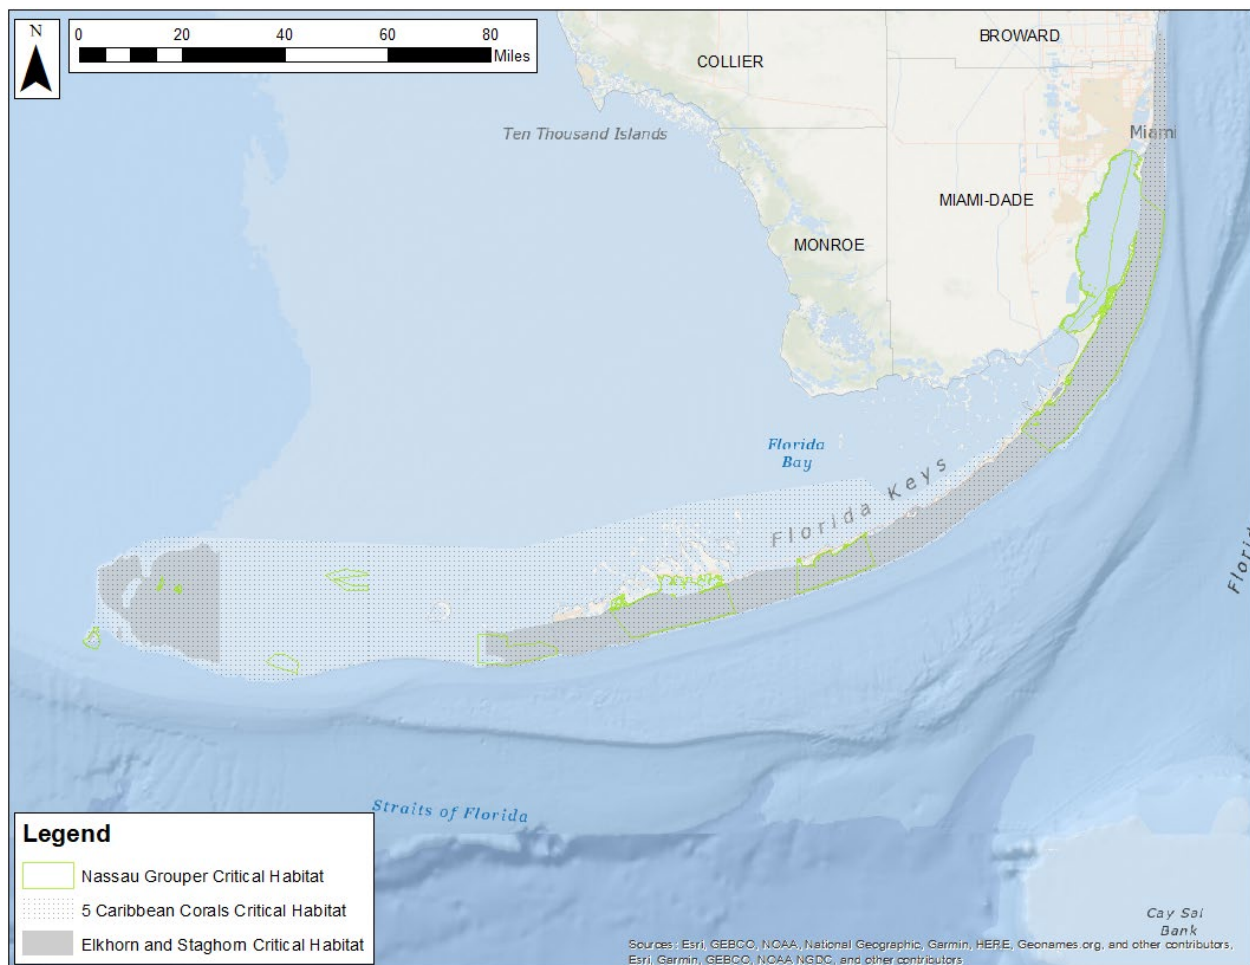 N
0 20 40 60 80
Miles
BROWARD
COLLIER
Ten Thousand Islands
Miami
MIAMI-DADE
MONROE
Florida
Bay
Florida Keys
Florid
Straits of Florida
Legend
Nassau Grouper Critical Habitat
5 Caribbean Corals Critical Habitat
Elkhorn and Staghorn Critical Habitat
Cay Sal
Bank
Sources: Esri, GEBCO, NOAA, National Geographic, Garmin, HERE, Geonames.org, and other contributors,
Esri, Garmin, GEBCO, NOAA NGDC, and other contributors